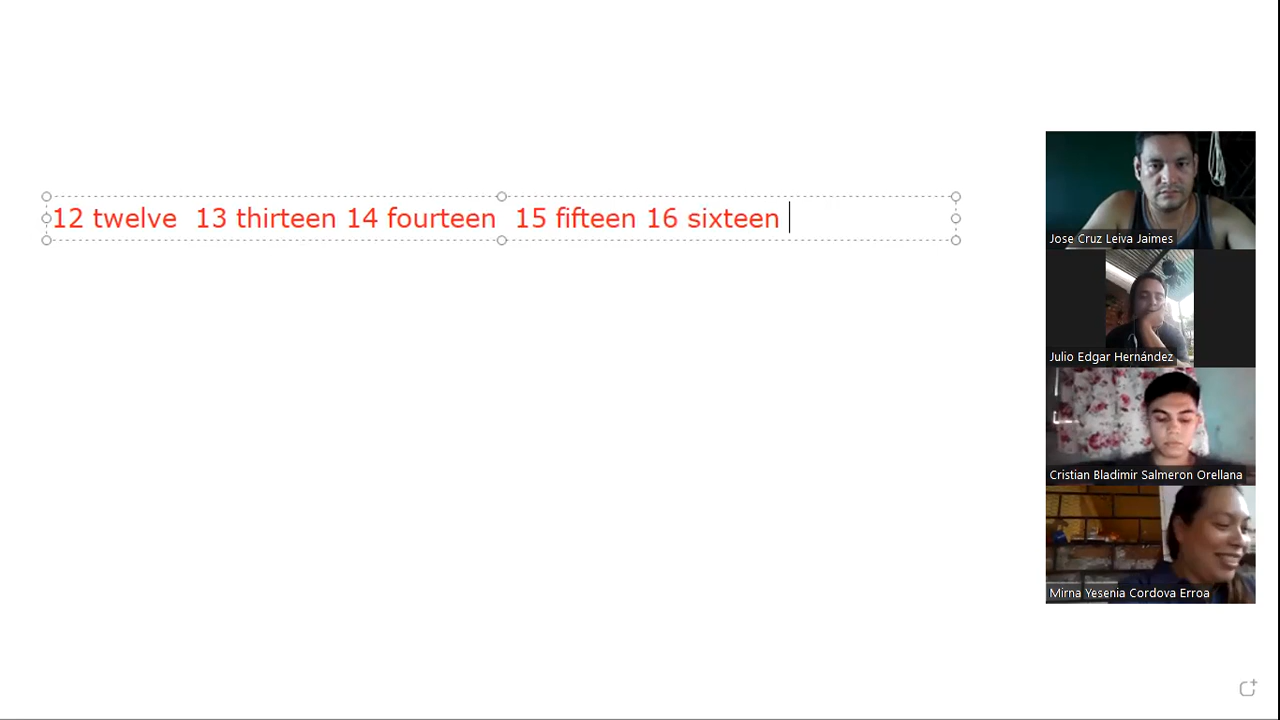 12 twelve  13 thirteen 14 fourteen  15 fifteen 16 sixteen
Jose Cruz Leiva Jaimes
Julio Edgar Hernández
Cristian Bladimir Salmeron Orellana
Mirna Yesenia Cordova Erroa